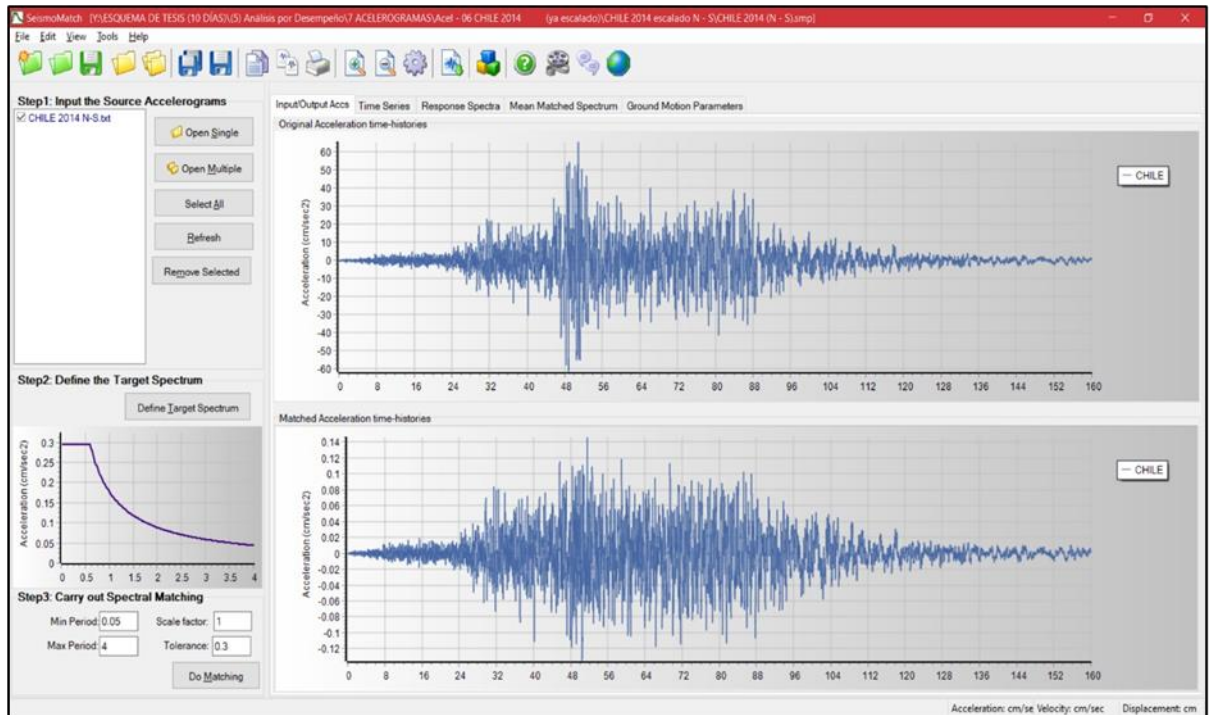 SeismoMatch [Y:\ESQUEMA DE TESIS (10 DÍAS)\(5) Análisis por Desempeño\7 ACELEROGRAMAS\Acel - 06 CHILE 2014 (ya escalado)\CHILE 2014 escalado N - S\CHILE 2014 (N - S).smp]
File Edit View Tools Help
Step1: Input the Source Accelerograms
CHILE 2014 N-S.txt
Open Single
Open Multiple
Select All
Refresh
Remove Selected
Step2: Define the Target Spectrum
Define Target Spectrum
Acceleration (cm/sec2)
0.3
0.25
0.2
0.15
0.1
0.05
0
0 0.5 1 1.5 2 2.5 3 3.5 4
Step3: Carry out Spectral Matching
Min Period: 0.05 Scale factor: 1
Max Period: 4 Tolerance: 0.3
Do Matching
Input/Output Accs Time Series Response Spectra Mean Matched Spectrum Ground Motion Parameters
Original Acceleration time-histories
Acceleration (cm/sec2)
60
50
40
30
20
10
0
-10
-20
-30
-40
-50
-60
0 8 16 24 32 40 48 56 64 72 80 88 96 104 112 120 128 136 144 152 160
CHILE
Matched Acceleration time-histories
Acceleration (cm/sec2)
0.14
0.12
0.1
0.08
0.06
0.04
0.02
0
-0.02
-0.04
-0.06
-0.08
-0.1
-0.12
0 8 16 24 32 40 48 56 64 72 80 88 96 104 112 120 128 136 144 152 160
CHILE
Acceleration: cm/se Velocity: cm/sec Displacement: cm